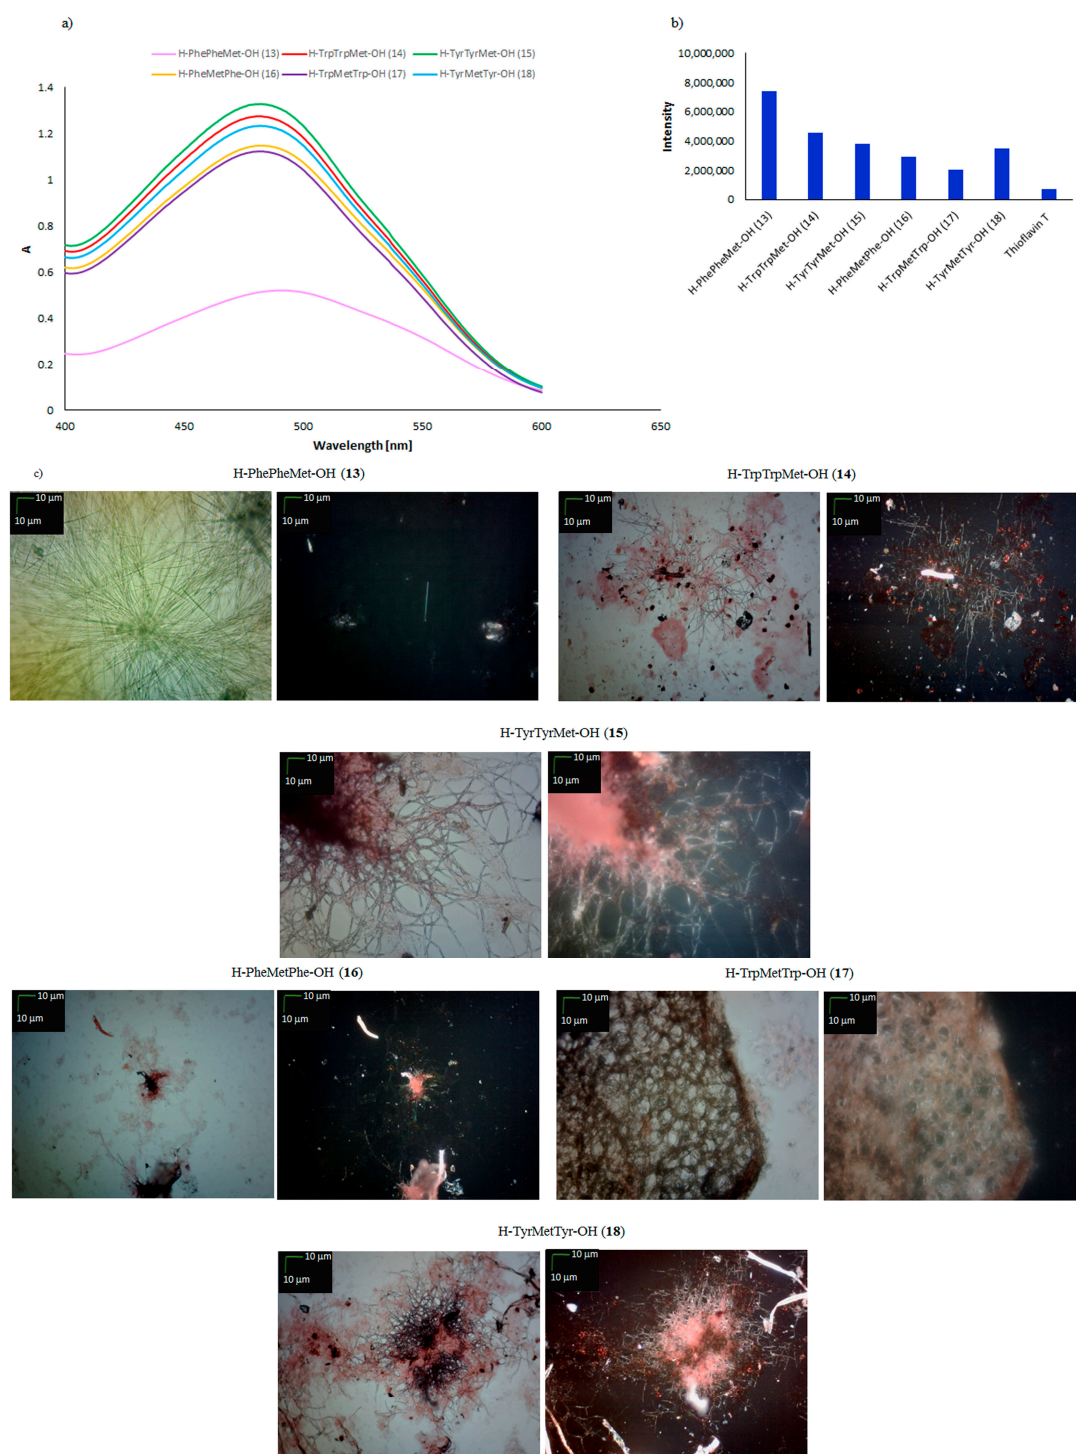 a)
H-PhePheMet-OH (13) H-TrpTrpMet-OH (14) H-TyrTyrMet-OH (15)
H-PheMetPhe-OH (16) H-TrpMetTrp-OH (17) H-TyrMetTyr-OH (18)
1.4
1.2
1
0.8
0.6
0.4
0.2
0
A
400 450 500 550 600 650
Wavelength [nm]
b)
10,000,000
8,000,000
6,000,000
4,000,000
2,000,000
0
Intensity
H-PhePheMet-OH (13)
H-TrpTrpMet-OH (14)
H-TyrTyrMet-OH (15)
H-PheMetPhe-OH (16)
H-TrpMetTrp-OH (17)
H-TyrMetTyr-OH (18)
Thioflavin T
c)
H-PhePheMet-OH (13)
10 µm
10 µm
10 µm
10 µm
H-TrpTrpMet-OH (14)
10 µm
10 µm
10 µm
10 µm
H-TyrTyrMet-OH (15)
10 µm
10 µm
10 µm
10 µm
H-PheMetPhe-OH (16)
10 µm
10 µm
10 µm
10 µm
H-TrpMetTrp-OH (17)
10 µm
10 µm
10 µm
10 µm
H-TyrMetTyr-OH (18)
10 µm
10 µm
10 µm
10 µm